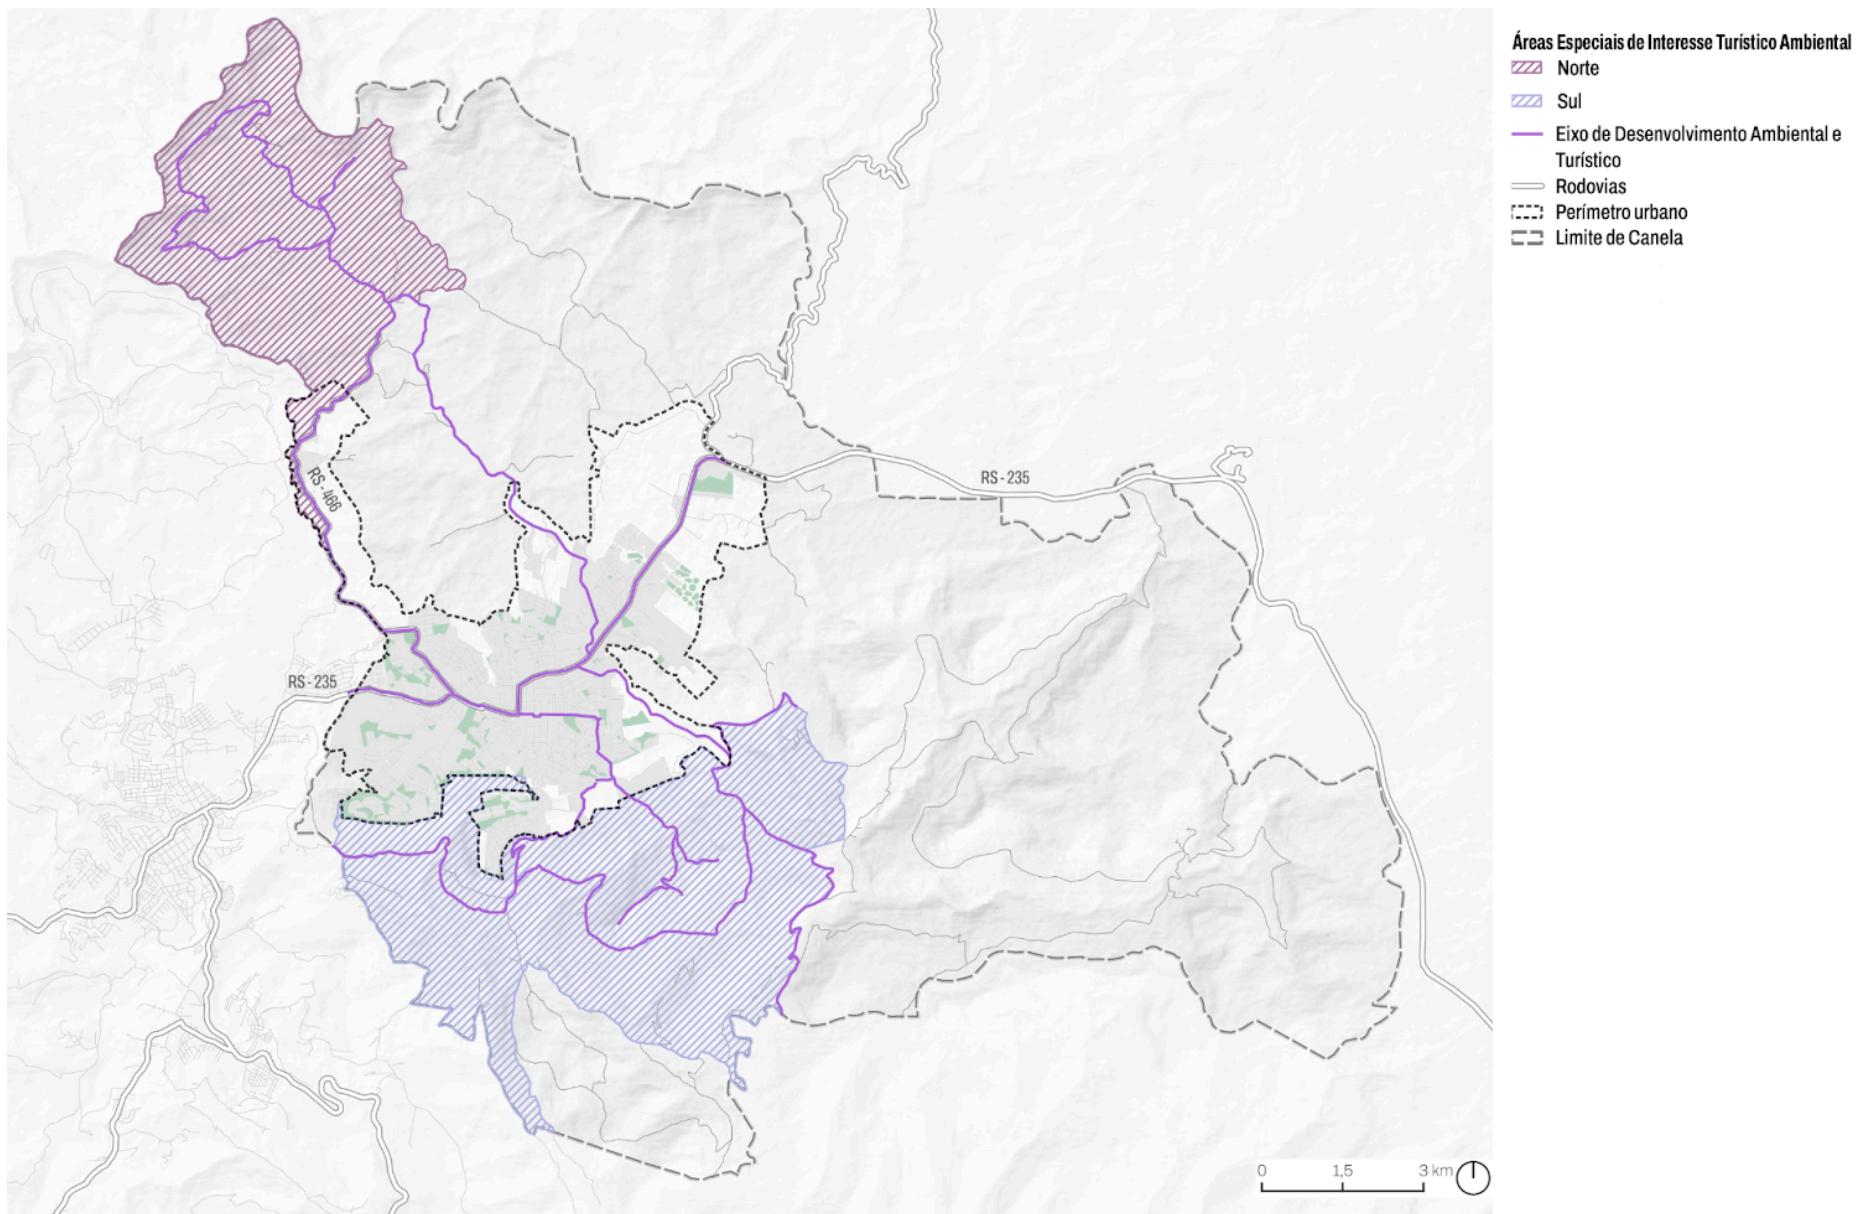 Áreas Especiais de Interesse Turístico Ambiental
Norte
Sul
Eixo de Desenvolvimento Ambiental e
Turístico
Rodovias
Perímetro urbano
Limite de Canela
RS-235
RS-466
RS-235
0 1,5 3 km